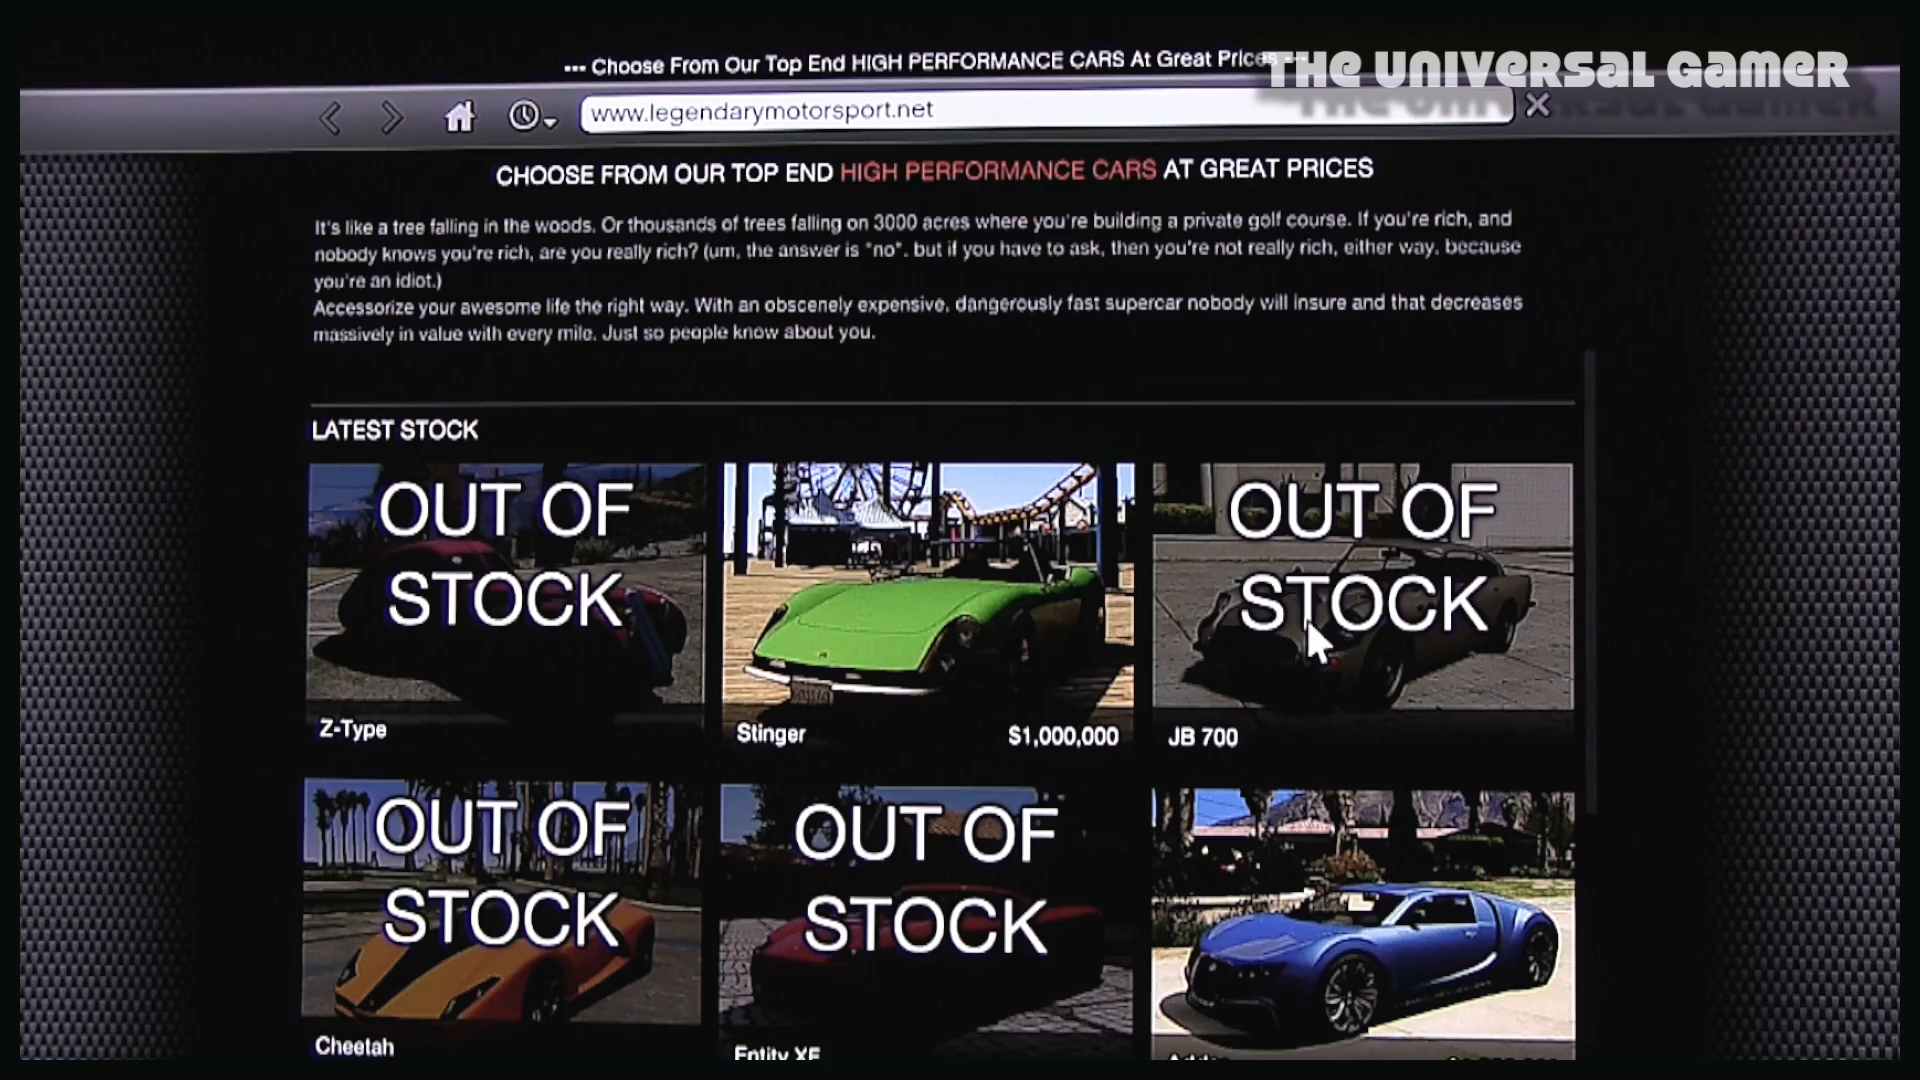 --- Choose From Our Top End HIGH PERFORMANCE CARS At Great Prices ---
THE UNIVERSAL GAMER
www.legendarymotorsport.net
CHOOSE FROM OUR TOP END HIGH PERFORMANCE CARS AT GREAT PRICES
It's like a tree falling in the woods. Or thousands of trees falling on 3000 acres where you're building a private golf course. If you're rich, and
nobody knows you're rich, are you really rich? (um, the answer is "no", but if you have to ask, then you're not really rich, either way, because
you're an idiot.)
Accessorize your awesome life the right way. With an obscenely expensive, dangerously fast supercar nobody will insure and that decreases
massively in value with every mile. Just so people know about you.
LATEST STOCK
OUT OF
STOCK
Z-Type
Stinger $1,000,000
OUT OF
STOCK
JB 700
OUT OF
STOCK
Cheetah
OUT OF
STOCK
Entity XF